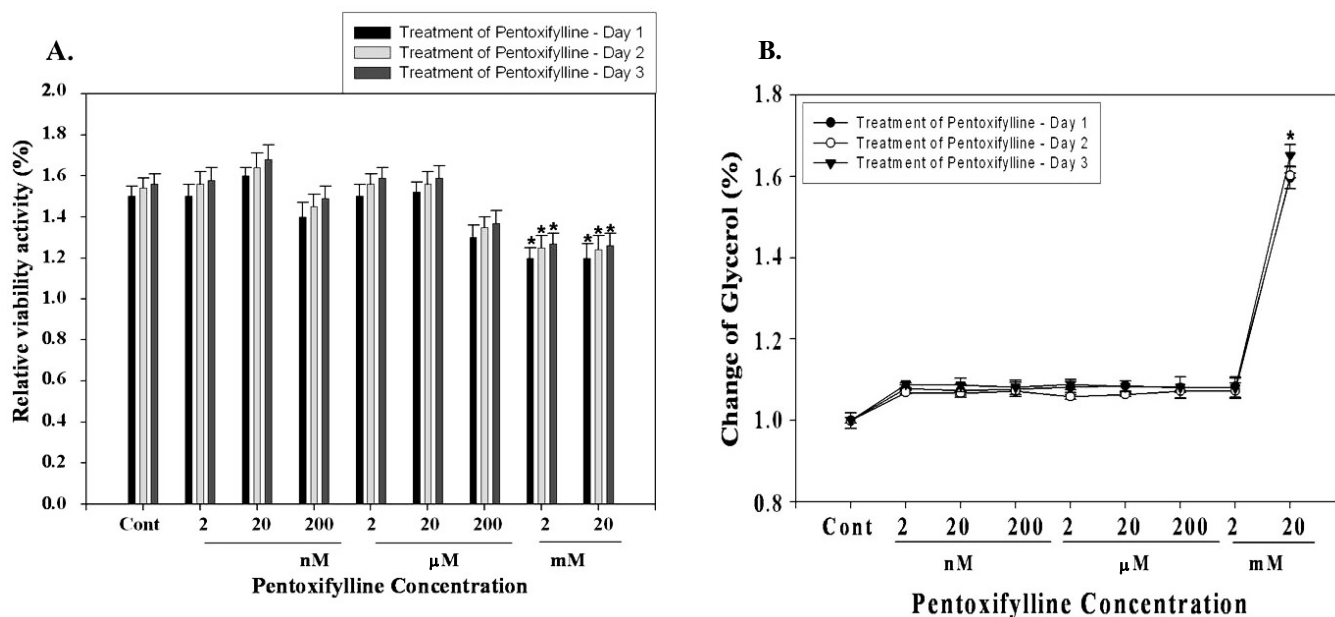 A.
Treatment of Pentoxifylline - Day 1
Treatment of Pentoxifylline - Day 2
Treatment of Pentoxifylline - Day 3
Relative viability activity (%)
2.0
1.8
1.6
1.4
1.2
1.0
0.8
0.6
0.4
0.2
0.0
* * * * * *
Cont 2 20 200 2 20 200 2 20
nM μM mM
Pentoxifylline Concentration
B.
Treatment of Pentoxifylline - Day 1
Treatment of Pentoxifylline - Day 2
Treatment of Pentoxifylline - Day 3
*
Change of Glycerol (%)
1.8
1.6
1.4
1.2
1.0
0.8
Cont 2 20 200 2 20 200 2 20
nM μM mM
Pentoxifylline Concentration